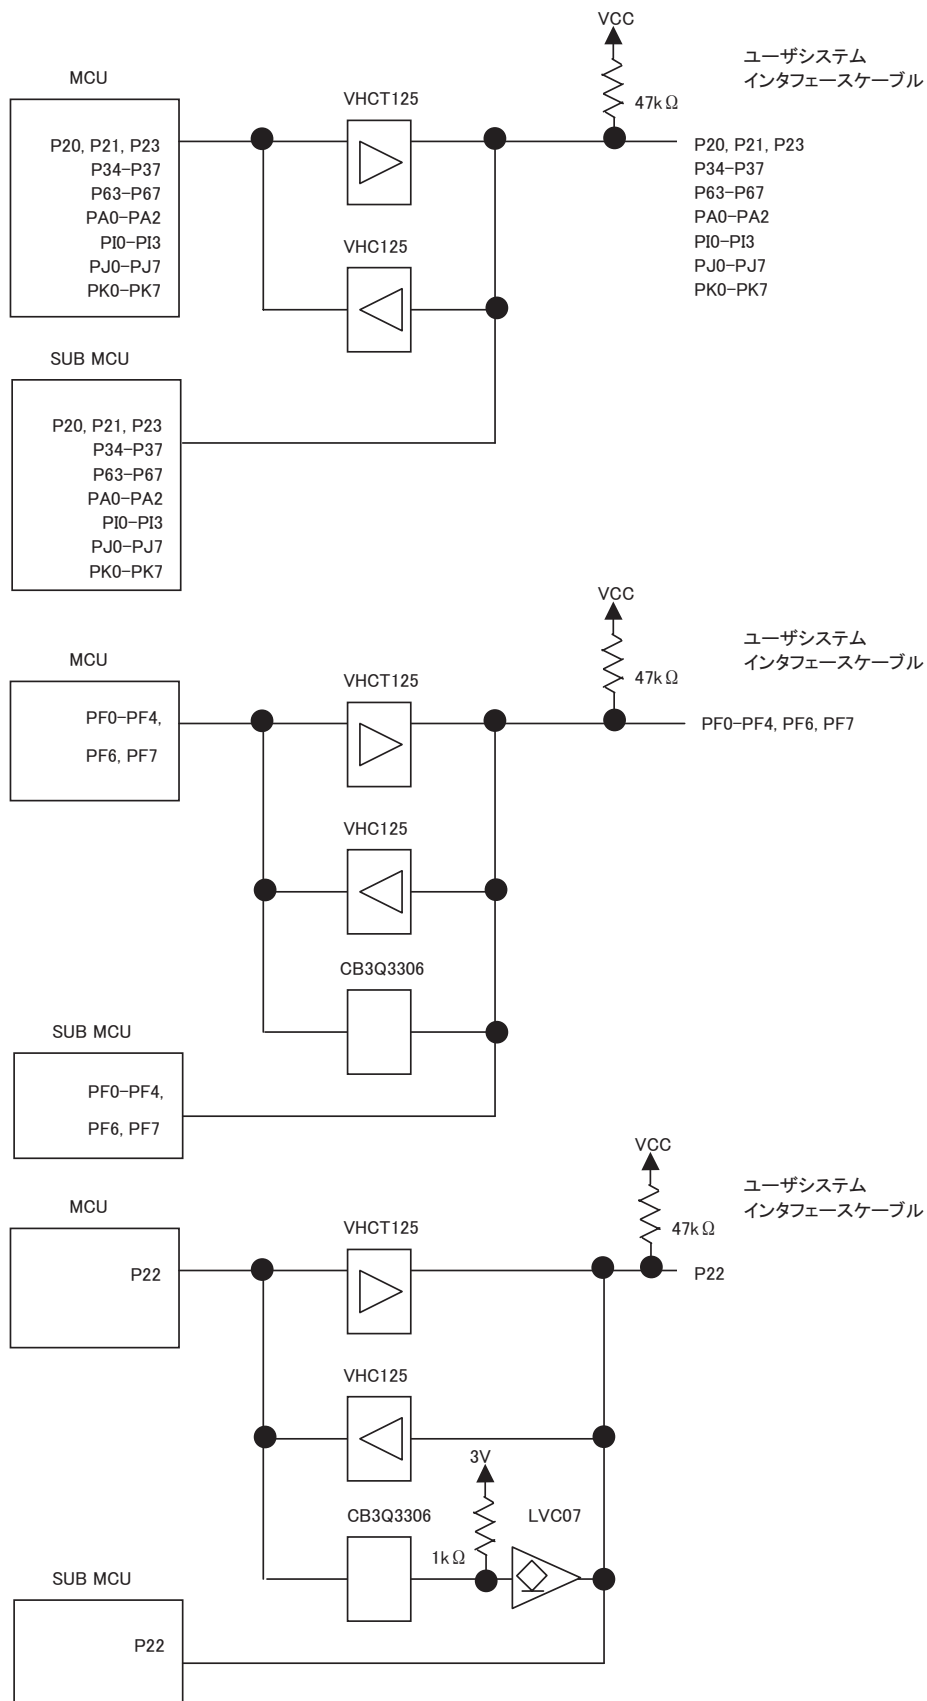 VCC
ユーザシステム
インタフェースケーブル
MCU
VHCT125
47kΩ
P20, P21, P23
P34-P37
P63-P67
PA0-PA2
PI0-PI3
PJ0-PJ7
PK0-PK7
P20, P21, P23
P34-P37
P63-P67
PA0-PA2
PI0-PI3
PJ0-PJ7
PK0-PK7
VHC125
SUB MCU
P20, P21, P23
P34-P37
P63-P67
PA0-PA2
PI0-PI3
PJ0-PJ7
PK0-PK7
VCC
ユーザシステム
インタフェースケーブル
MCU
VHCT125
47kΩ
PF0-PF4,
PF6, PF7
PF0-PF4, PF6, PF7
VHC125
CB3Q3306
SUB MCU
PF0-PF4,
PF6, PF7
VCC
ユーザシステム
インタフェースケーブル
MCU
VHCT125
47kΩ
P22
P22
VHC125
3V
CB3Q3306
LVC07
1kΩ
SUB MCU
P22